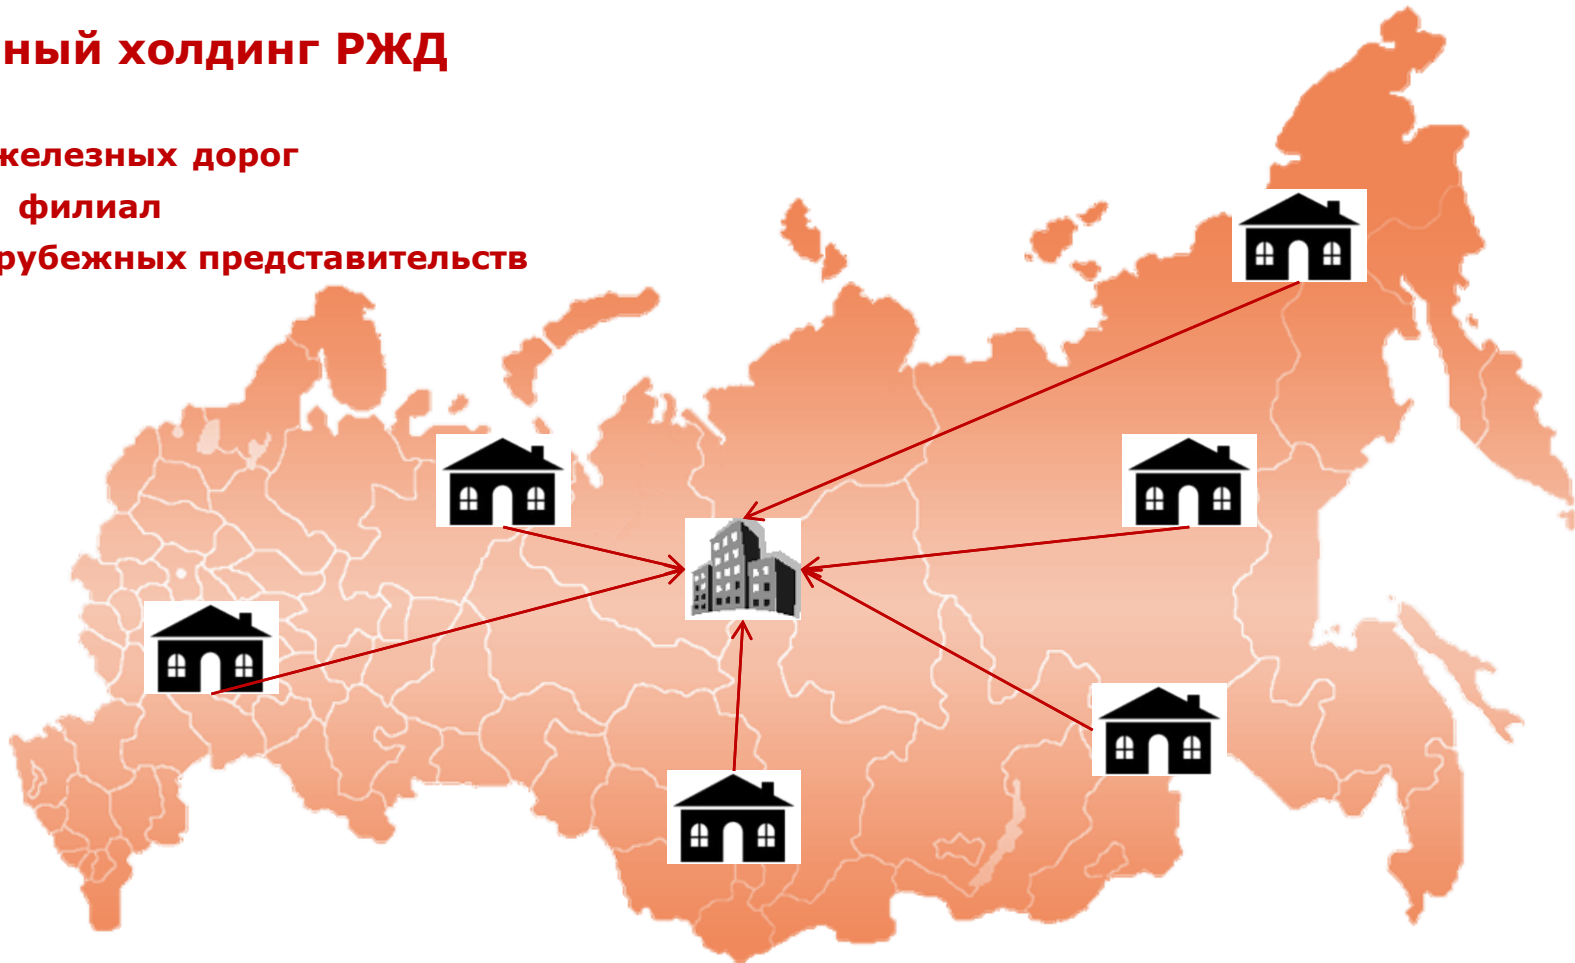 ный холдинг РЖД
железных дорог
филиал
рубежных представительств